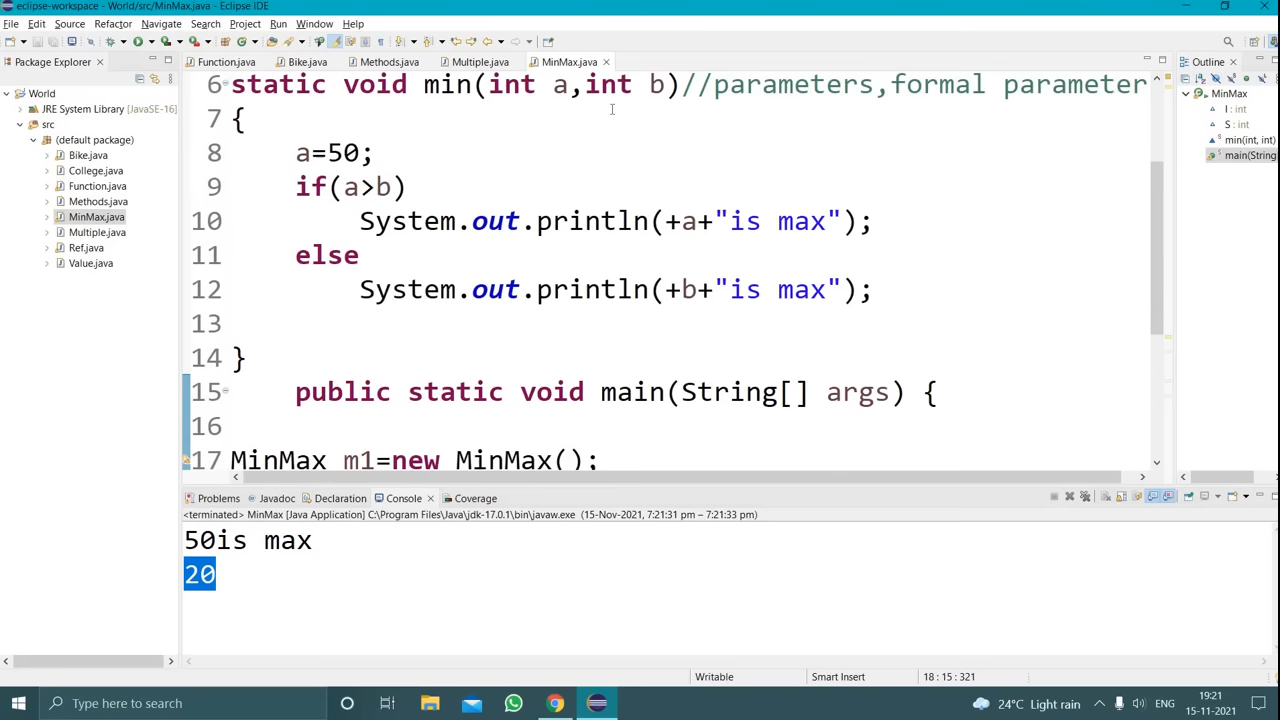 eclipse-workspace - World/src/MinMax.java - Eclipse IDE
File Edit Source Refactor Navigate Search Project Run Window Help
Package Explorer
Function.java Bike.java Methods.java Multiple.java MinMax.java
Outline
World
JRE System Library [JavaSE-16]
src
(default package)
Bike.java
College.java
Function.java
Methods.java
MinMax.java
Multiple.java
Ref.java
Value.java
6 static void min(int a,int b)//parameters,formal parameter
7 {
8 a=50;
9 if(a>b)
10 System.out.println(+a+"is max");
11 else
12 System.out.println(+b+"is max");
13
14 }
15 public static void main(String[] args) {
16
17 MinMax m1=new MinMax();
MinMax
I : int
S : int
min(int, int)
main(String
Problems Javadoc Declaration Console Coverage
<terminated> MinMax [Java Application] C:\Program Files\Java\jdk-17.0.1\bin\javaw.exe (15-Nov-2021, 7:21:31 pm – 7:21:33 pm)
50is max
20
Writable Smart Insert 18 : 15 : 321
Type here to search
24°C Light rain
ENG
19:21
15-11-2021